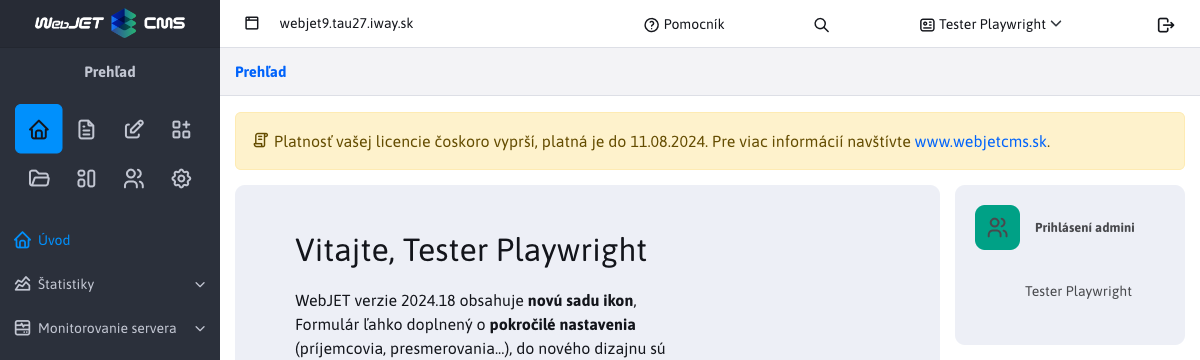 WebJET CMS
webjet9.tau27.iway.sk
Pomocník
Tester Playwright
Prehľad
Prehľad
Platnosť vašej licencie čoskoro vyprší, platná je do 11.08.2024. Pre viac informácií navštívte www.webjetcms.sk.
Úvod
Štatistiky
Monitorovanie servera
Vitajte, Tester Playwright
WebJET verzie 2024.18 obsahuje novú sadu ikon,
Formulár ľahko doplnený o pokročilé nastavenia
(príjemcovia, presmerovania...), do nového dizajnu sú
Prihlásení admini
Tester Playwright